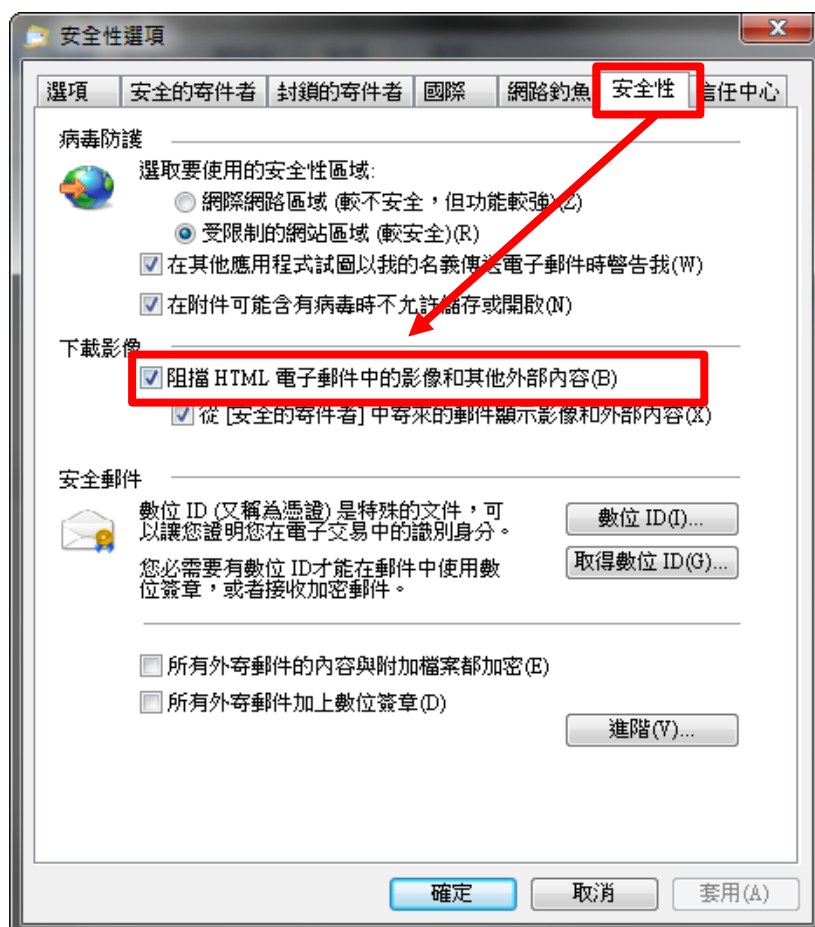 安全性選項
選項
安全的寄件者
封鎖的寄件者
國際
網路釣魚
安全性
信任中心
病毒防護
選取要使用的安全性區域:
網際網路區域 (較不安全，但功能較強)(Z)
受限制的網站區域 (較安全)(R)
在其他應用程式試圖以我的名義傳送電子郵件時警告我(W)
在附件可能含有病毒時不允許儲存或開啟(N)
下載影像
阻擋 HTML 電子郵件中的影像和其他外部內容(B)
從 [安全的寄件者] 中寄來的郵件顯示影像和外部內容(X)
安全郵件
數位 ID (又稱為憑證) 是特殊的文件，可
以讓您證明您在電子交易中的識別身分。
數位 ID(I)...
您必需要有數位 ID才能在郵件中使用數
位簽章，或者接收加密郵件。
取得數位 ID(G)...
所有外寄郵件的內容與附加檔案都加密(E)
所有外寄郵件加上數位簽章(D)
進階(V)...
確定
取消
套用(A)